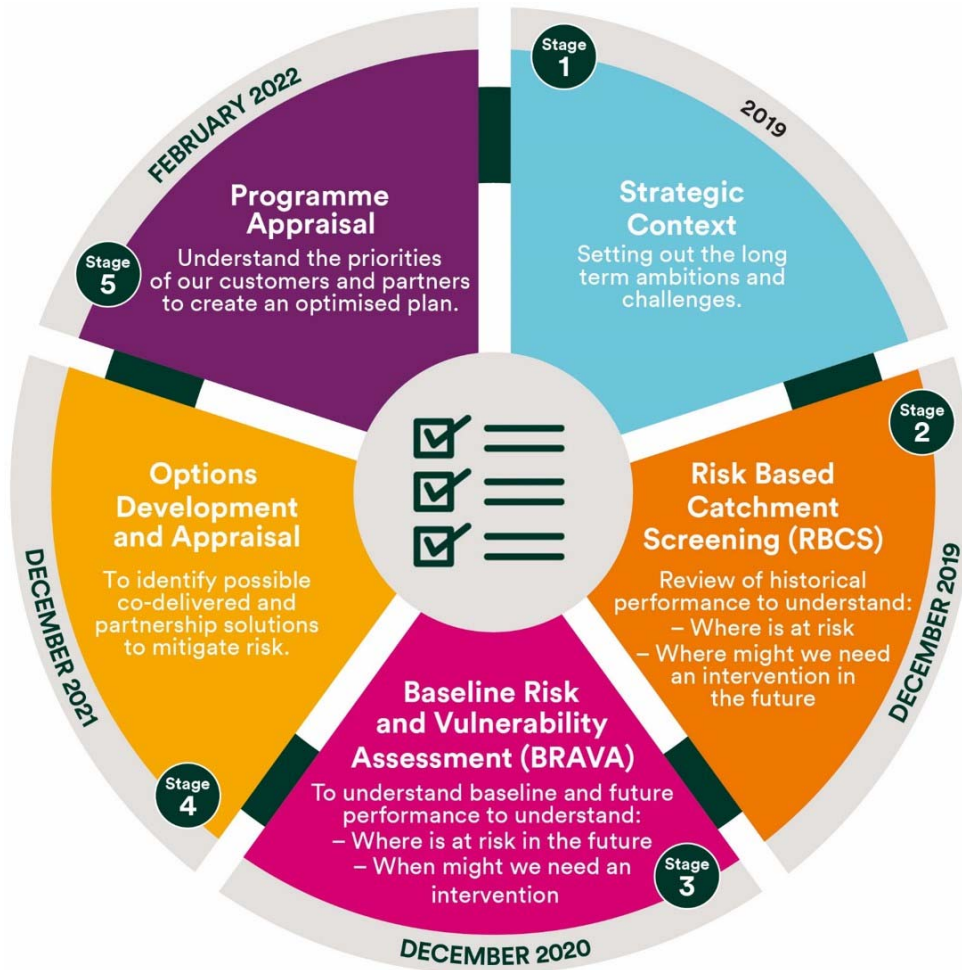 Stage
1
2019
Strategic
Context
Setting out the long
term ambitions and
challenges.
Stage
2
DECEMBER 2019
Risk Based
Catchment
Screening (RBCS)
Review of historical
performance to understand:
– Where is at risk
– Where might we need
an intervention in
the future
Stage
3
DECEMBER 2020
Baseline Risk
and Vulnerability
Assessment (BRAVA)
To understand baseline and future
performance to understand:
– Where is at risk in the future
– When might we need an
intervention
Stage
4
DECEMBER 2021
Options
Development
and Appraisal
To identify possible
co-delivered and
partnership solutions
to mitigate risk.
Stage
5
FEBRUARY 2022
Programme
Appraisal
Understand the priorities
of our customers and partners
to create an optimised plan.